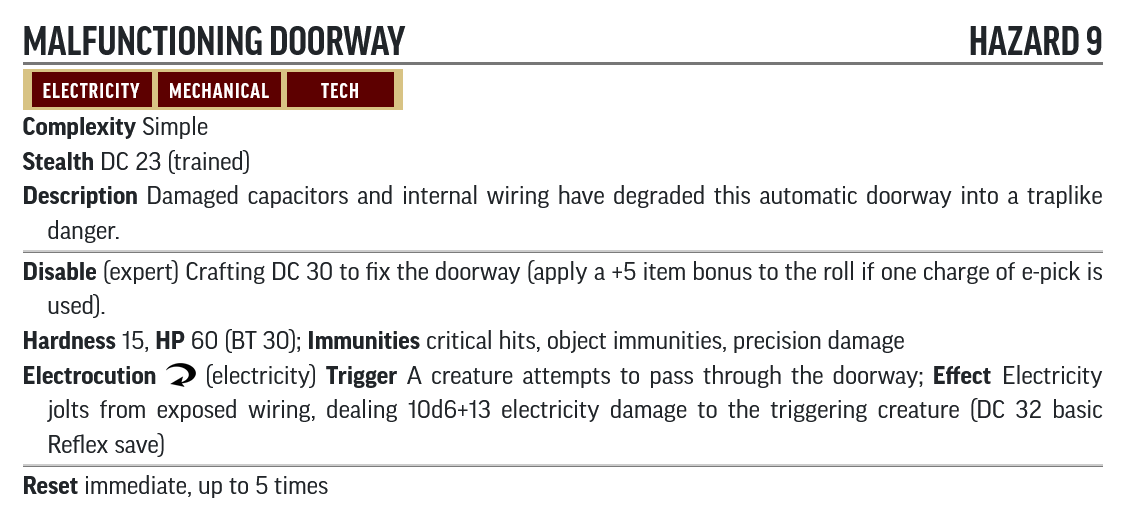 MALFUNCTIONING DOORWAY HAZARD 9
ELECTRICITY MECHANICAL TECH
Complexity Simple
Stealth DC 23 (trained)
Description Damaged capacitors and internal wiring have degraded this automatic doorway into a traplike
danger.
Disable (expert) Crafting DC 30 to fix the doorway (apply a +5 item bonus to the roll if one charge of e-pick is
used).
Hardness 15, HP 60 (BT 30); Immunities critical hits, object immunities, precision damage
Electrocution (electricity) Trigger A creature attempts to pass through the doorway; Effect Electricity
jolts from exposed wiring, dealing 10d6+13 electricity damage to the triggering creature (DC 32 basic
Reflex save)
Reset immediate, up to 5 times